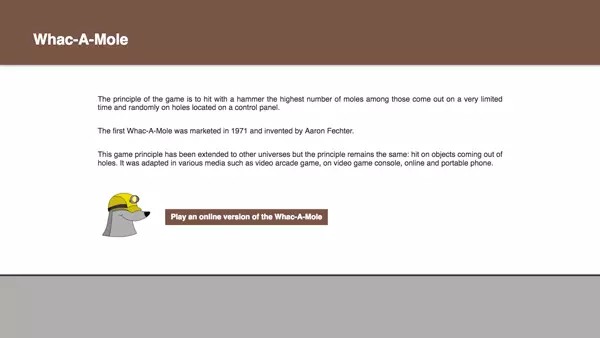 Whac-A-Mole
The principle of the game is to hit with a hammer the highest number of moles among those come out on a very limited
time and randomly on holes located on a control panel.
The first Whac-A-Mole was marketed in 1971 and invented by Aaron Fechter.
This game principle has been extended to other universes but the principle remains the same: hit on objects coming out of
holes. It was adapted in various media such as video arcade game, on video game console, online and portable phone.
Play an online version of the Whac-A-Mole